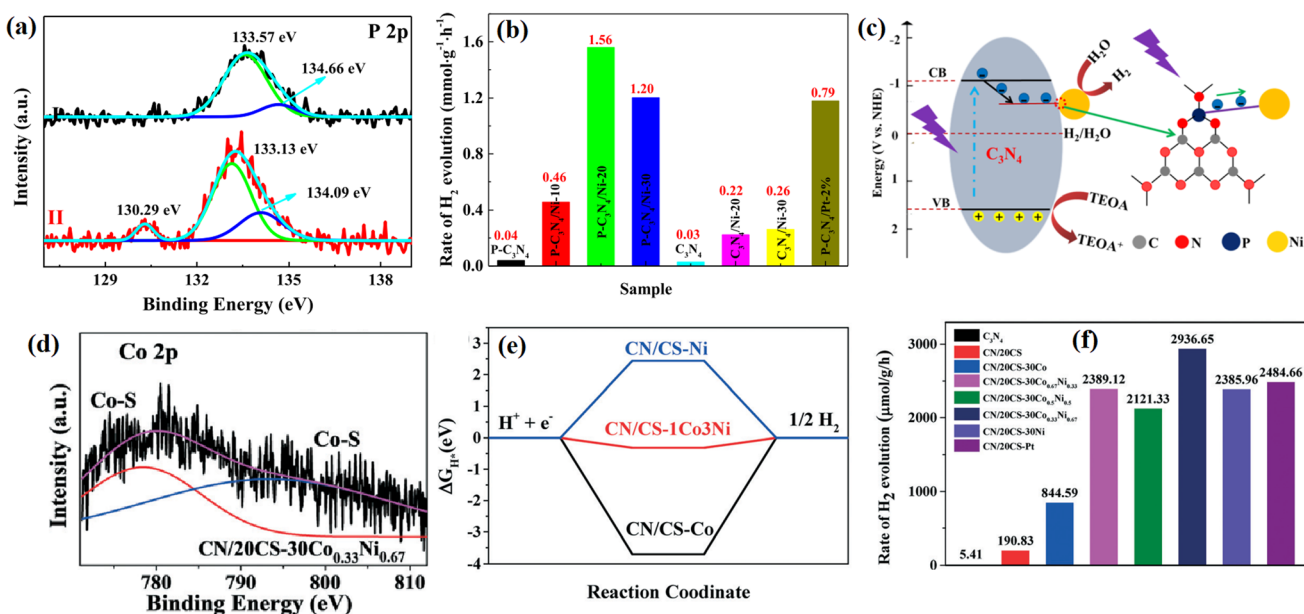 (a)
P 2p
133.57 eV
134.66 eV
I
133.13 eV
134.09 eV
130.29 eV
II
Intensity (a.u.)
129 132 135 138
Binding Energy (eV)
(b)
Rate of H₂ evolution (mmol·g⁻¹·h⁻¹)
1.6
1.2
0.8
0.4
0.0
0.04
P-C₃N₄
0.46
P-C₃N₄/Ni-10
1.56
P-C₃N₄/Ni-20
1.20
P-C₃N₄/Ni-30
0.03
C₃N₄
0.22
C₃N₄/Ni-20
0.26
C₃N₄/Ni-30
0.79
P-C₃N₄/Pt-2%
Sample
(c)
Energy (V vs. NHE)
-2
-1
0
1
2
CB
VB
H₂O
H₂
H₂/H₂O
C₃N₄
+ + + +
TEOA
TEOA⁺
C N P Ni
(d)
Co 2p
Co-S
Co-S
CN/20CS-30Co₀.₃₃Ni₀.₆₇
Intensity (a.u.)
780 790 800 810
Binding Energy (eV)
(e)
ΔG_H* (eV)
3
2
1
0
-1
-2
-3
-4
CN/CS-Ni
H⁺ + e⁻
CN/CS-1Co3Ni
1/2 H₂
CN/CS-Co
Reaction Coodinate
(f)
Rate of H₂ evolution (μmol/g/h)
3000
2000
1000
0
C₃N₄
CN/20CS
CN/20CS-30Co
CN/20CS-30Co₀.₆₇Ni₀.₃₃
CN/20CS-30Co₀.₅Ni₀.₅
CN/20CS-30Co₀.₃₃Ni₀.₆₇
CN/20CS-30Ni
CN/20CS-Pt
5.41
190.83
844.59
2389.12
2121.33
2936.65
2385.96
2484.66